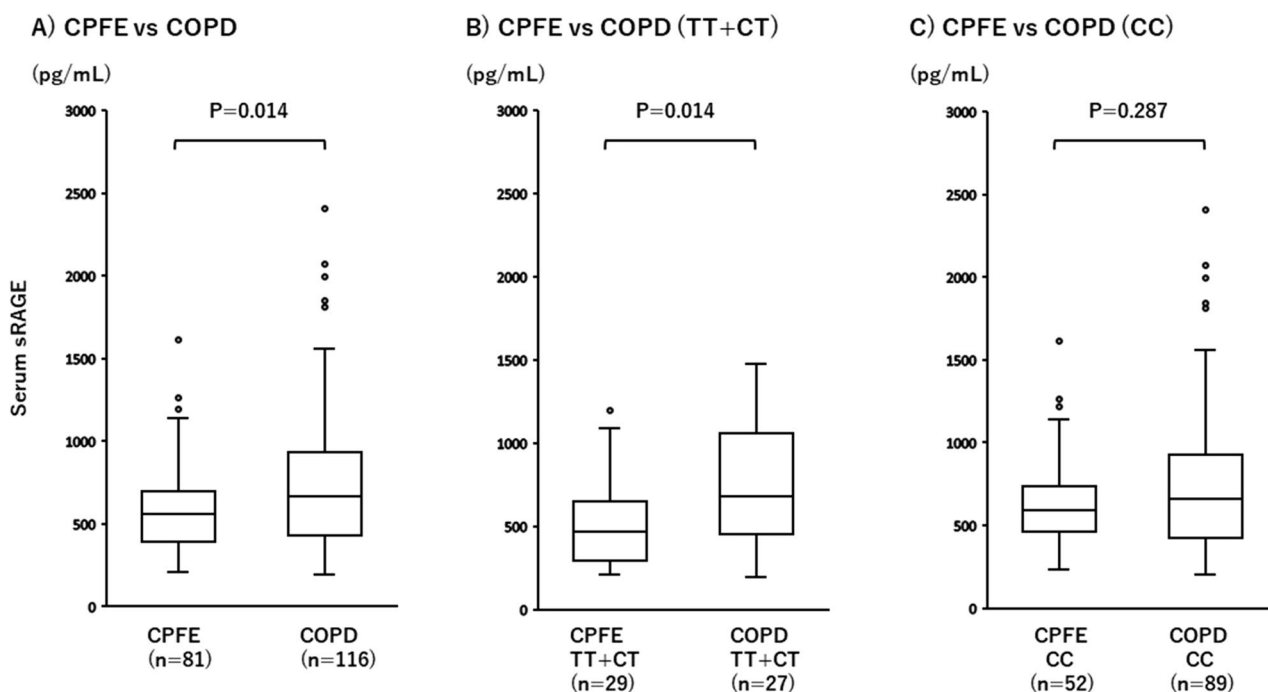 A) CPFE vs COPD
(pg/mL)
P=0.014
3000
2500
2000
1500
1000
500
0
Serum sRAGE
CPFE
(n=81)
COPD
(n=116)
B) CPFE vs COPD (TT+CT)
(pg/mL)
P=0.014
3000
2500
2000
1500
1000
500
0
CPFE
TT+CT
(n=29)
COPD
TT+CT
(n=27)
C) CPFE vs COPD (CC)
(pg/mL)
P=0.287
3000
2500
2000
1500
1000
500
0
CPFE
CC
(n=52)
COPD
CC
(n=89)